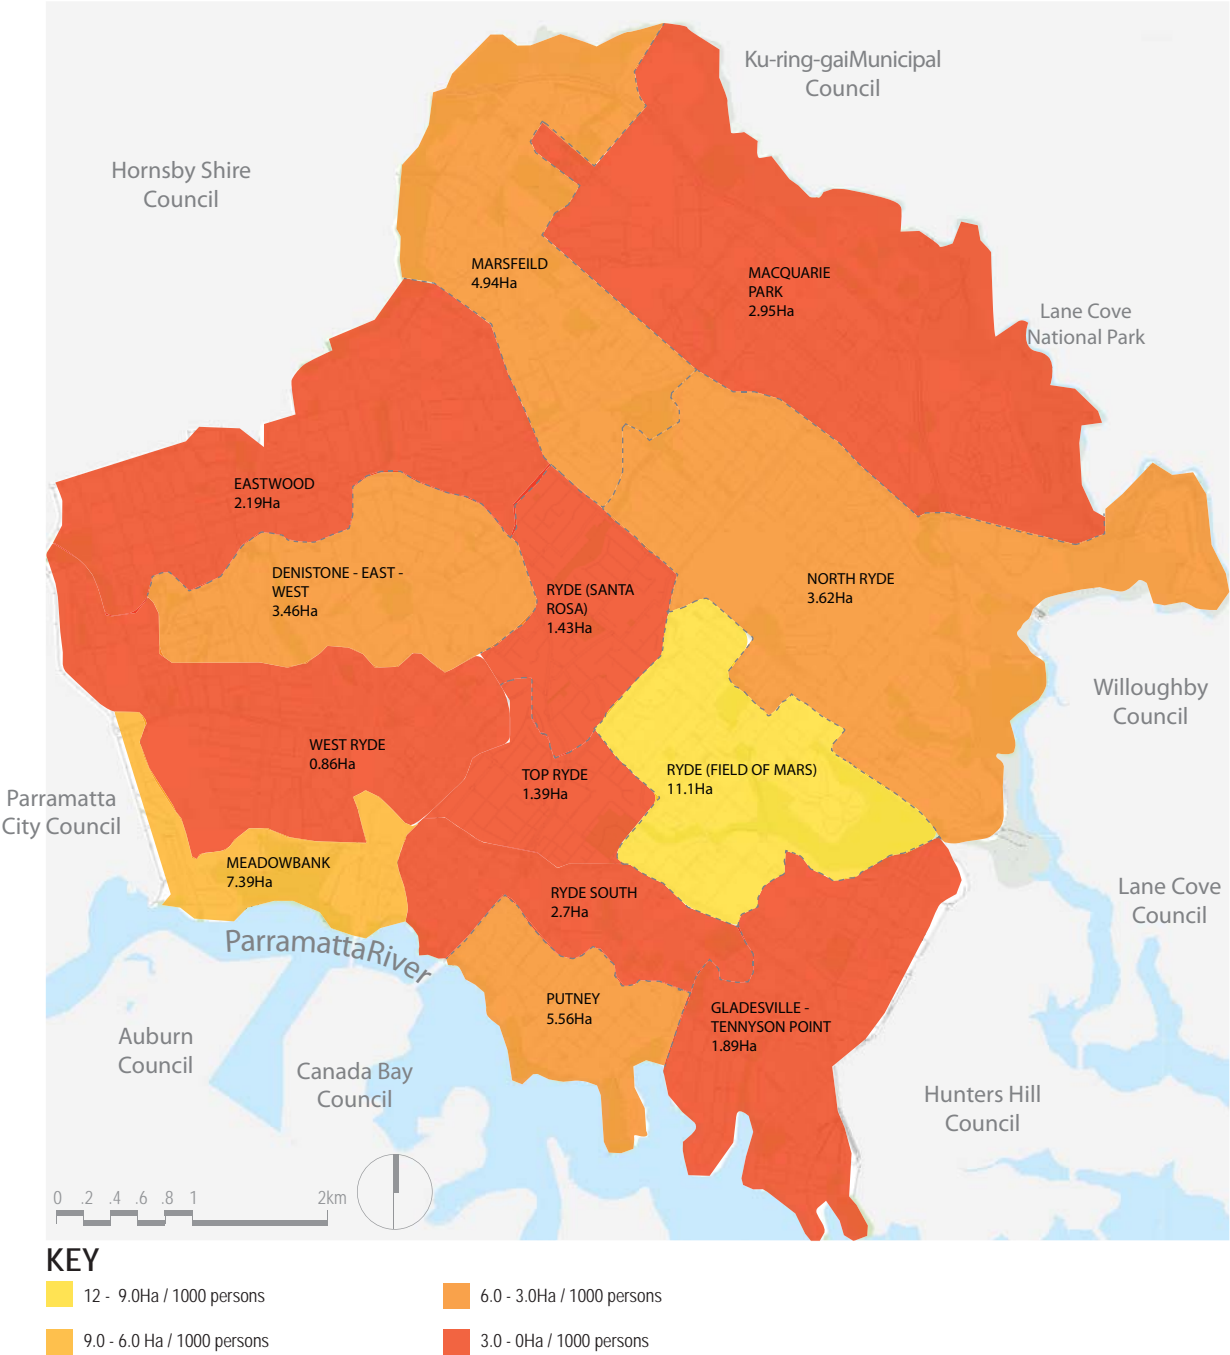 Ku-ring-gaiMunicipal
Council
Hornsby Shire
Council
MARSFEILD
4.94Ha
MACQUARIE
PARK
2.95Ha
Lane Cove
National Park
EASTWOOD
2.19Ha
DENISTONE - EAST -
WEST
3.46Ha
RYDE (SANTA
ROSA)
1.43Ha
NORTH RYDE
3.62Ha
Willoughby
Council
WEST RYDE
0.86Ha
TOP RYDE
1.39Ha
RYDE (FIELD OF MARS)
11.1Ha
Parramatta
City Council
MEADOWBANK
7.39Ha
RYDE SOUTH
2.7Ha
Lane Cove
Council
ParramattaRiver
PUTNEY
5.56Ha
GLADESVILLE -
TENNYSON POINT
1.89Ha
Auburn
Council
Canada Bay
Council
Hunters Hill
Council
0 .2 .4 .6 .8 1 2km
KEY
12 - 9.0Ha / 1000 persons
6.0 - 3.0Ha / 1000 persons
9.0 - 6.0 Ha / 1000 persons
3.0 - 0Ha / 1000 persons